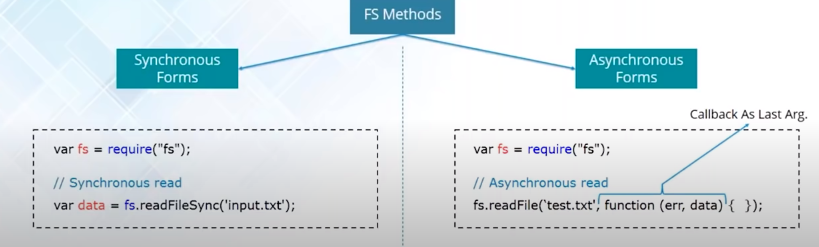 FS Methods
Synchronous
Forms
var fs = require("fs");
// Synchronous read
var data = fs.readFileSync('input.txt');
Asynchronous
Forms
Callback As Last Arg.
var fs = require("fs");
// Asynchronous read
fs.readFile('test.txt', function (err, data) { });